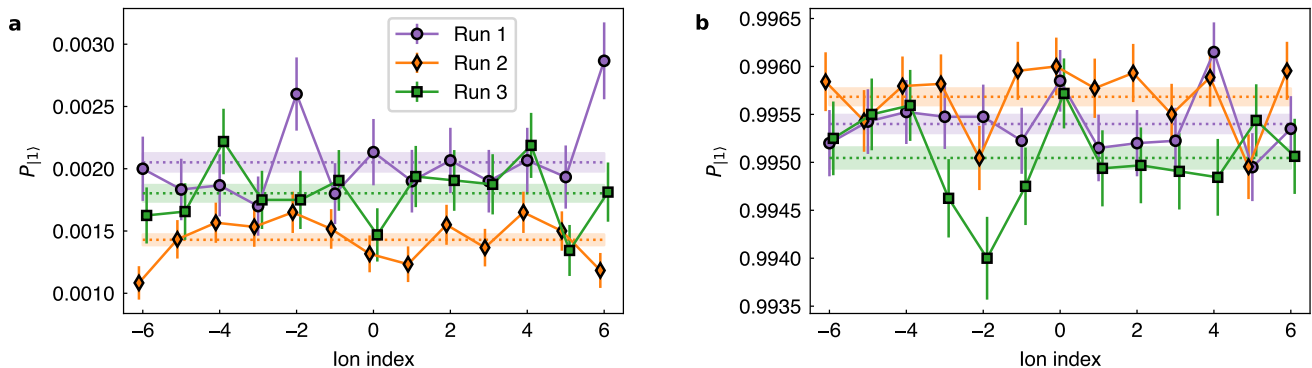 a
P|1⟩
0.0030
0.0025
0.0020
0.0015
0.0010
−6 −4 −2 0 2 4 6
Ion index
Run 1
Run 2
Run 3
b
P|1⟩
0.9965
0.9960
0.9955
0.9950
0.9945
0.9940
0.9935
−6 −4 −2 0 2 4 6
Ion index